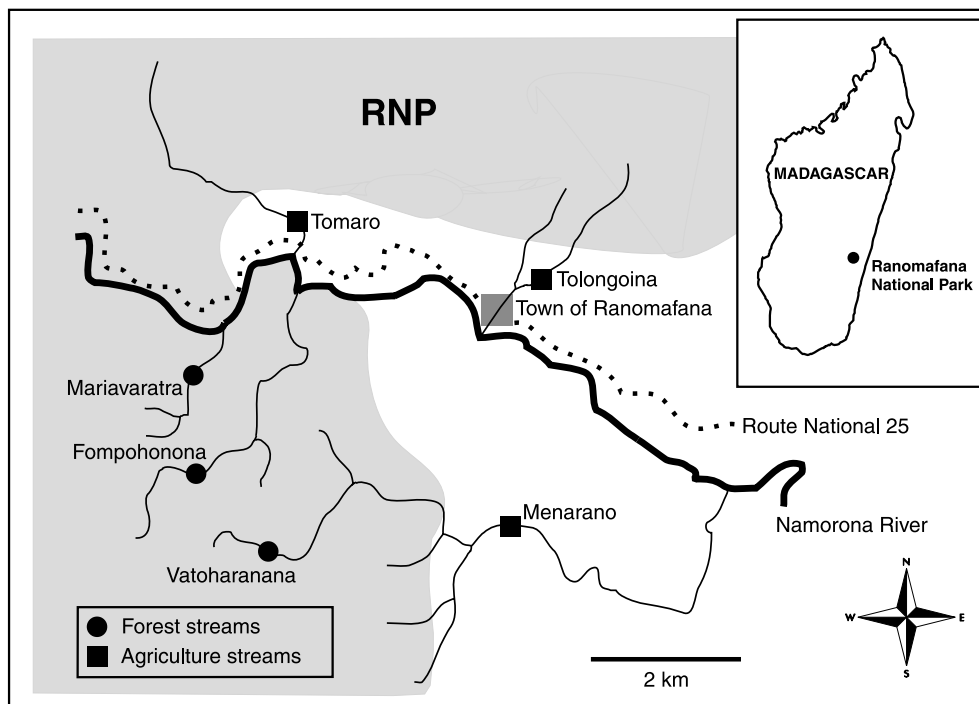 RNP
MADAGASCAR
Ranomafana
National Park
Tomaro
Tolongoina
Town of Ranomafana
Mariavaratra
Route National 25
Fompohonona
Menarano
Namorona River
Vatoharanana
Forest streams
Agriculture streams
2 km
N
W
E
S